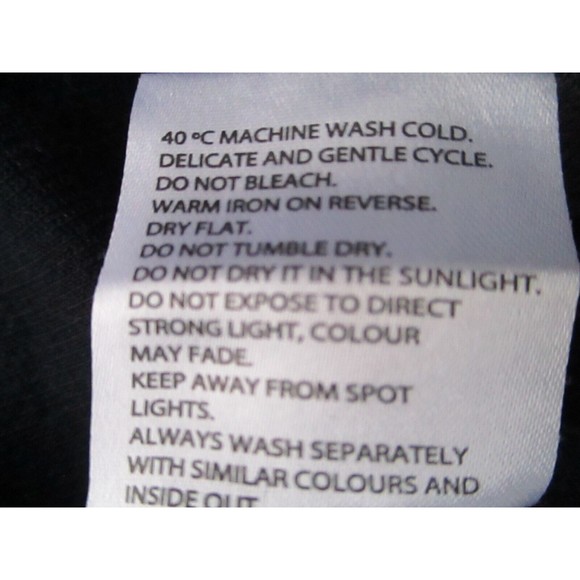 40 ºC MACHINE WASH COLD.
DELICATE AND GENTLE CYCLE.
DO NOT BLEACH.
WARM IRON ON REVERSE.
DRY FLAT.
DO NOT TUMBLE DRY.
DO NOT DRY IT IN THE SUNLIGHT.
DO NOT EXPOSE TO DIRECT
STRONG LIGHT, COLOUR
MAY FADE.
KEEP AWAY FROM SPOT
LIGHTS.
ALWAYS WASH SEPARATELY
WITH SIMILAR COLOURS AND
INSIDE OUT